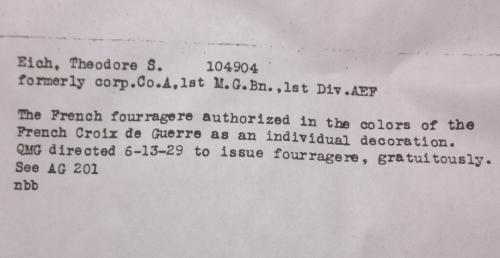 Eich, Theodore S. 104904
formerly corp.Co.A,1st M.G.Bn.,1st Div.AEF
The French fourragere authorized in the colors of the
French Croix de Guerre as an individual decoration.
QMG directed 6-13-29 to issue fourragere, gratuitously.
See AG 201
nbb